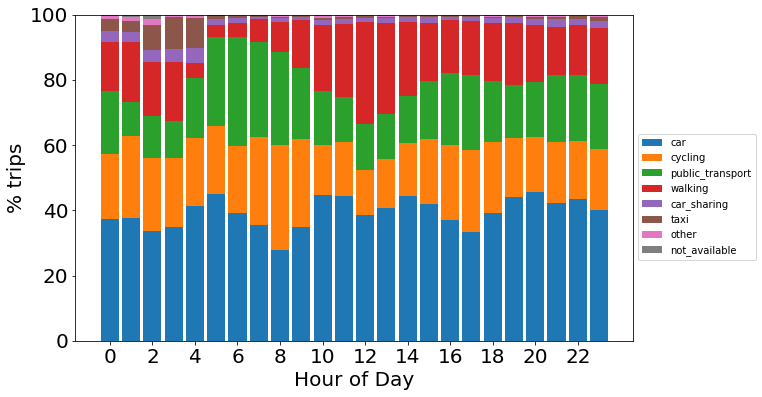 100
80
60
40
20
0
% trips
0 2 4 6 8 10 12 14 16 18 20 22
Hour of Day
car
cycling
public_transport
walking
car_sharing
taxi
other
not_available